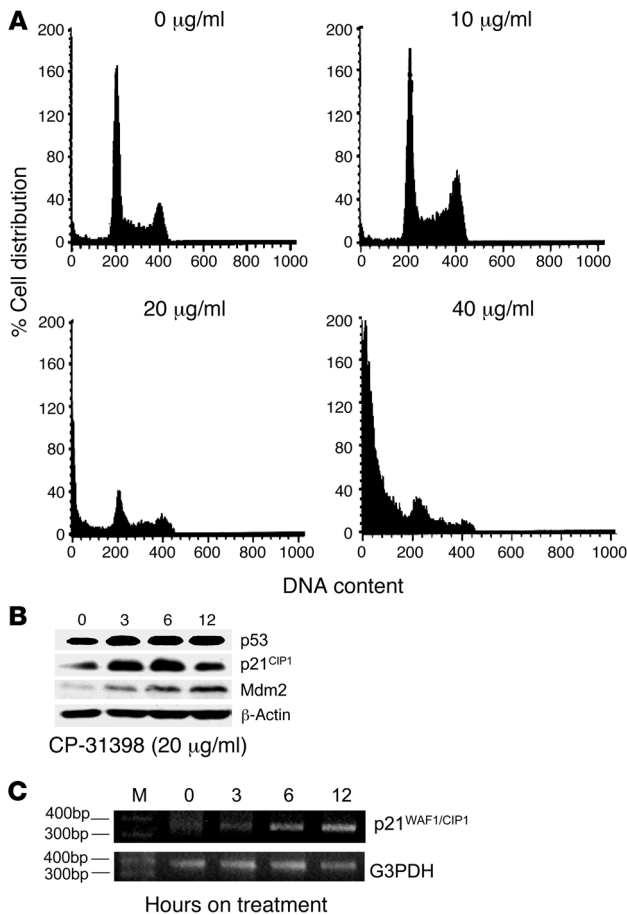 A
0 µg/ml
10 µg/ml
200
160
120
80
40
0
0 200 400 600 800 1000
200
160
120
80
40
0
0 200 400 600 800 1000
% Cell distribution
20 µg/ml
40 µg/ml
200
160
120
80
40
0
0 200 400 600 800 1000
200
160
120
80
40
0
0 200 400 600 800 1000
DNA content
B
0 3 6 12
p53
p21CIP1
Mdm2
β-Actin
CP-31398 (20 µg/ml)
C
M 0 3 6 12
400bp
300bp
p21WAF1/CIP1
400bp
300bp
G3PDH
Hours on treatment